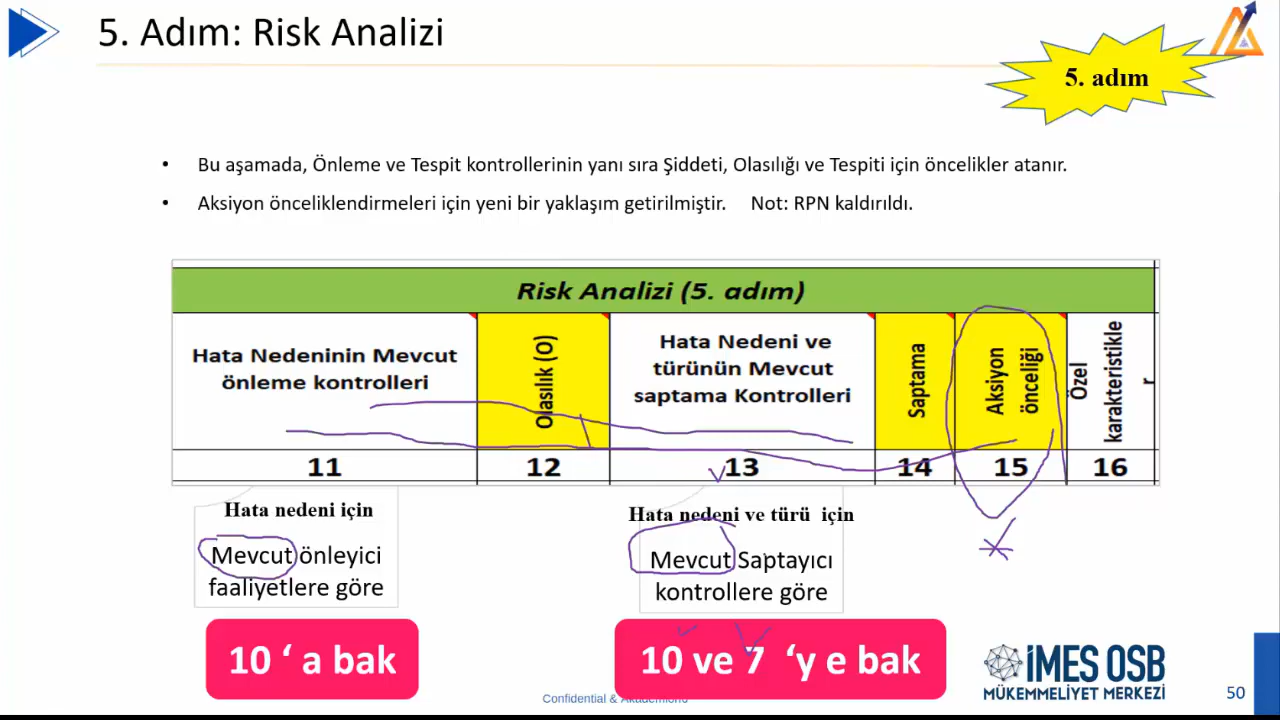 5. Adım: Risk Analizi
5. adım
• Bu aşamada, Önleme ve Tespit kontrollerinin yanı sıra Şiddeti, Olasılığı ve Tespiti için öncelikler atanır.
• Aksiyon önceliklendirmeleri için yeni bir yaklaşım getirilmiştir. Not: RPN kaldırıldı.
Risk Analizi (5. adım)
Hata Nedeninin Mevcut
önleme kontrolleri
Olasılık (O)
Hata Nedeni ve
türünün Mevcut
saptama Kontrolleri
Saptama
Aksiyon
önceliği
Özel
karakteristikle
r
11 12 13 14 15 16
Hata nedeni için
Mevcut önleyici
faaliyetlere göre
Hata nedeni ve türü için
Mevcut Saptayıcı
kontrollere göre
10 ‘ a bak
10 ve 7 ‘y e bak
İMES OSB
MÜKEMMELİYET MERKEZİ
Confidential &
50